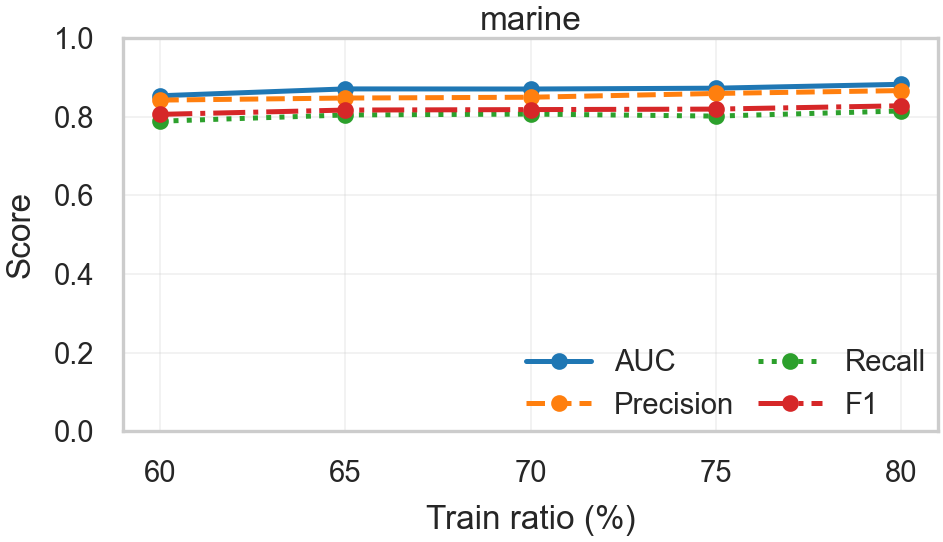 marine
1.0
0.8
0.6
0.4
0.2
0.0
Score
AUC
Precision
Recall
F1
60 65 70 75 80
Train ratio (%)